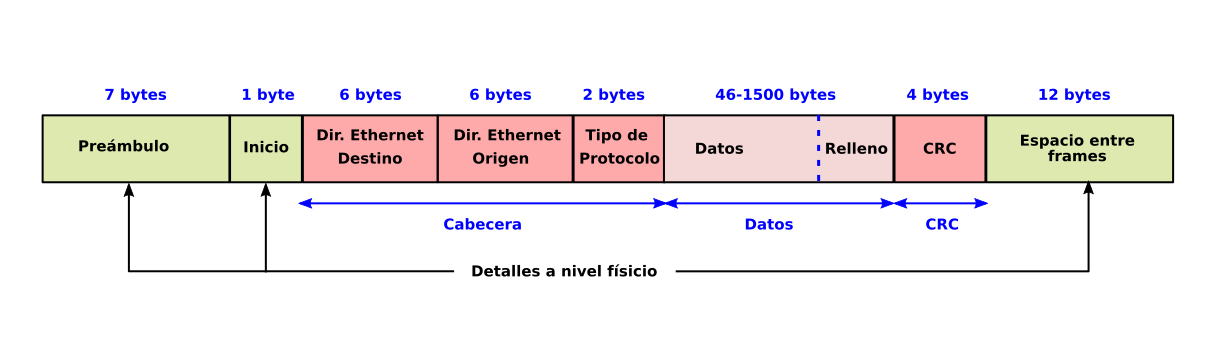 7 bytes
1 byte
6 bytes
6 bytes
2 bytes
46-1500 bytes
4 bytes
12 bytes
Preámbulo
Inicio
Dir. Ethernet
Destino
Dir. Ethernet
Origen
Tipo de
Protocolo
Datos
Relleno
CRC
Espacio entre
frames
Cabecera
Datos
CRC
Detalles a nivel físicio